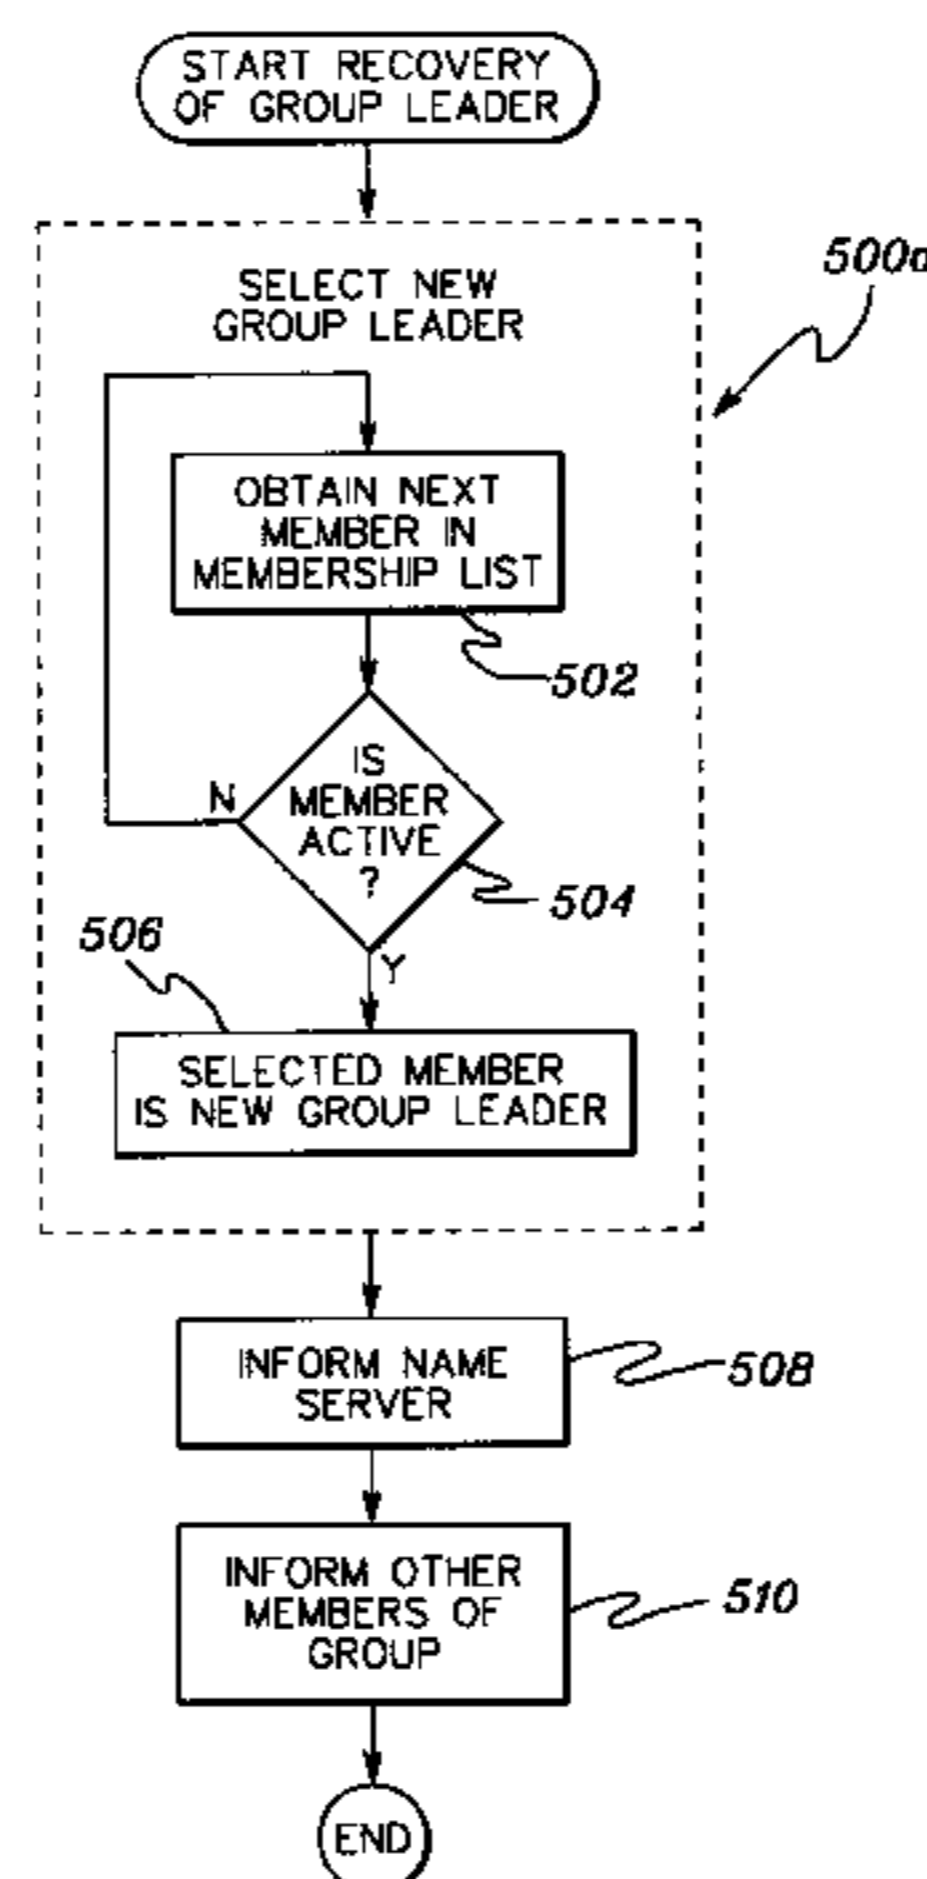 START RECOVERY
OF GROUP LEADER
500a
SELECT NEW
GROUP LEADER
OBTAIN NEXT
MEMBER IN
MEMBERSHIP LIST
502
IS
MEMBER
ACTIVE
?
N
504
Y
506
SELECTED MEMBER
IS NEW GROUP LEADER
INFORM NAME
SERVER
508
INFORM OTHER
MEMBERS OF
GROUP
510
END